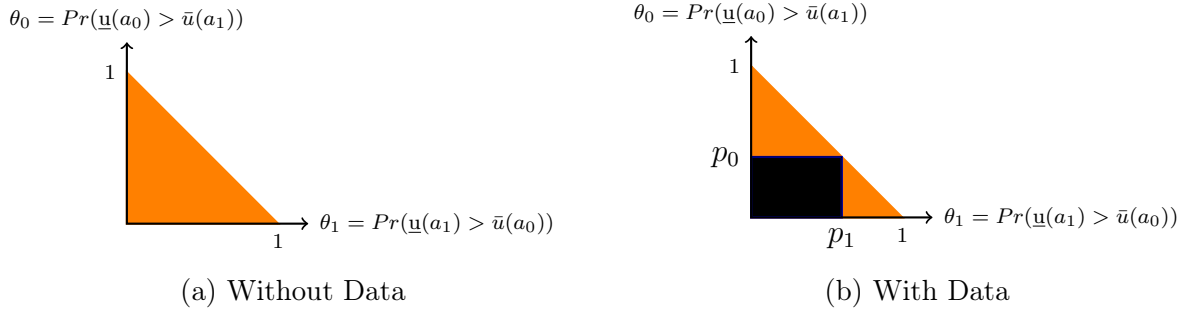 θ₀ = Pr(u̲(a₀) > ū(a₁))
1
1
θ₁ = Pr(u̲(a₁) > ū(a₀))
(a) Without Data
θ₀ = Pr(u̲(a₀) > ū(a₁))
1
p₀
p₁
1
θ₁ = Pr(u̲(a₁) > ū(a₀))
(b) With Data